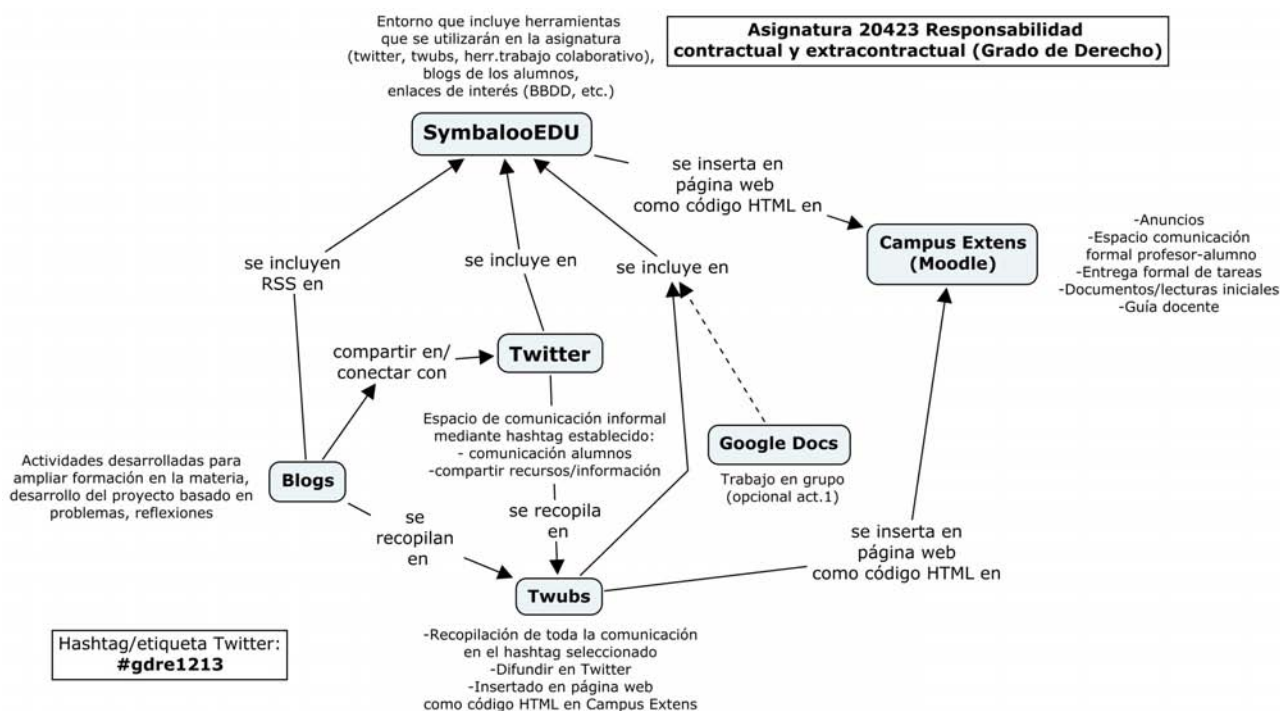 Entorno que incluye herramientas
que se utilizarán en la asignatura
(twitter, twubs, herr.trabajo colaborativo),
blogs de los alumnos,
enlaces de interés (BBDD, etc.)
Asignatura 20423 Responsabilidad
contractual y extracontractual (Grado de Derecho)
SymbalooEDU
se inserta en
página web
como código HTML en
Campus Extens
(Moodle)
-Anuncios
-Espacio comunicación
formal profesor-alumno
-Entrega formal de tareas
-Documentos/lecturas iniciales
-Guía docente
se incluyen
RSS en
se incluye en
se incluye en
compartir en/
conectar con
Twitter
Espacio de comunicación informal
mediante hashtag establecido:
- comunicación alumnos
-compartir recursos/información
Google Docs
Trabajo en grupo
(opcional act.1)
Actividades desarrolladas para
ampliar formación en la materia,
desarrollo del proyecto basado en
problemas, reflexiones
Blogs
se
recopilan
en
se recopila
en
se inserta en
página web
como código HTML en
Twubs
-Recopilación de toda la comunicación
en el hashtag seleccionado
-Difundir en Twitter
-Insertado en página web
como código HTML en Campus Extens
Hashtag/etiqueta Twitter:
#gdre1213